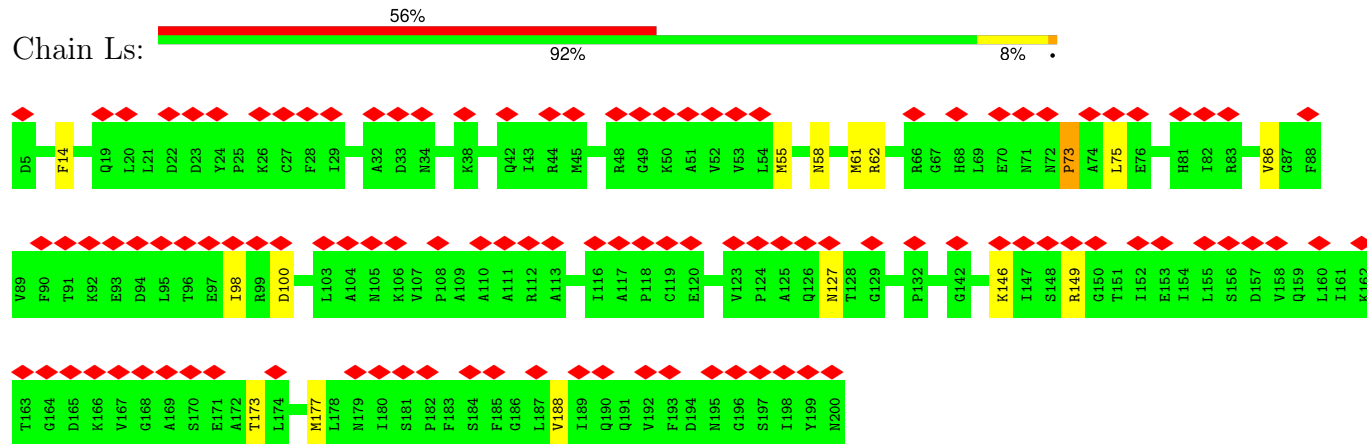 56%
Chain Ls:
92% 8% •
D5 F14 Q19 L20 L21 D22 D23 Y24 P25 K26 C27 F28 I29 A32 D33 N34 K38 Q42 I43 R44 M45 R48 G49 K50 A51 V52 V53 L54 M55 N58 M61 R62 R66 G67 H68 L69 E70 N71 N72 P73 A74 L75 E76 H81 I82 R83 V86 G87 F88
V89 F90 T91 K92 E93 D94 L95 T96 E97 I98 R99 D100 L103 A104 N105 K106 V107 P108 A109 A110 A111 R112 A113 I116 A117 P118 C119 E120 V123 P124 A125 Q126 N127 T128 G129 P132 G142 K146 I147 S148 R149 G150 T151 I152 E153 I154 L155 S156 D157 V158 Q159 L160 I161 K162
T163 G164 D165 K166 V167 G168 A169 S170 E171 A172 T173 L174 M177 L178 N179 I180 S181 P182 F183 S184 F185 G186 L187 V188 I189 Q190 Q191 V192 F193 D194 N195 G196 S197 I198 Y199 N200